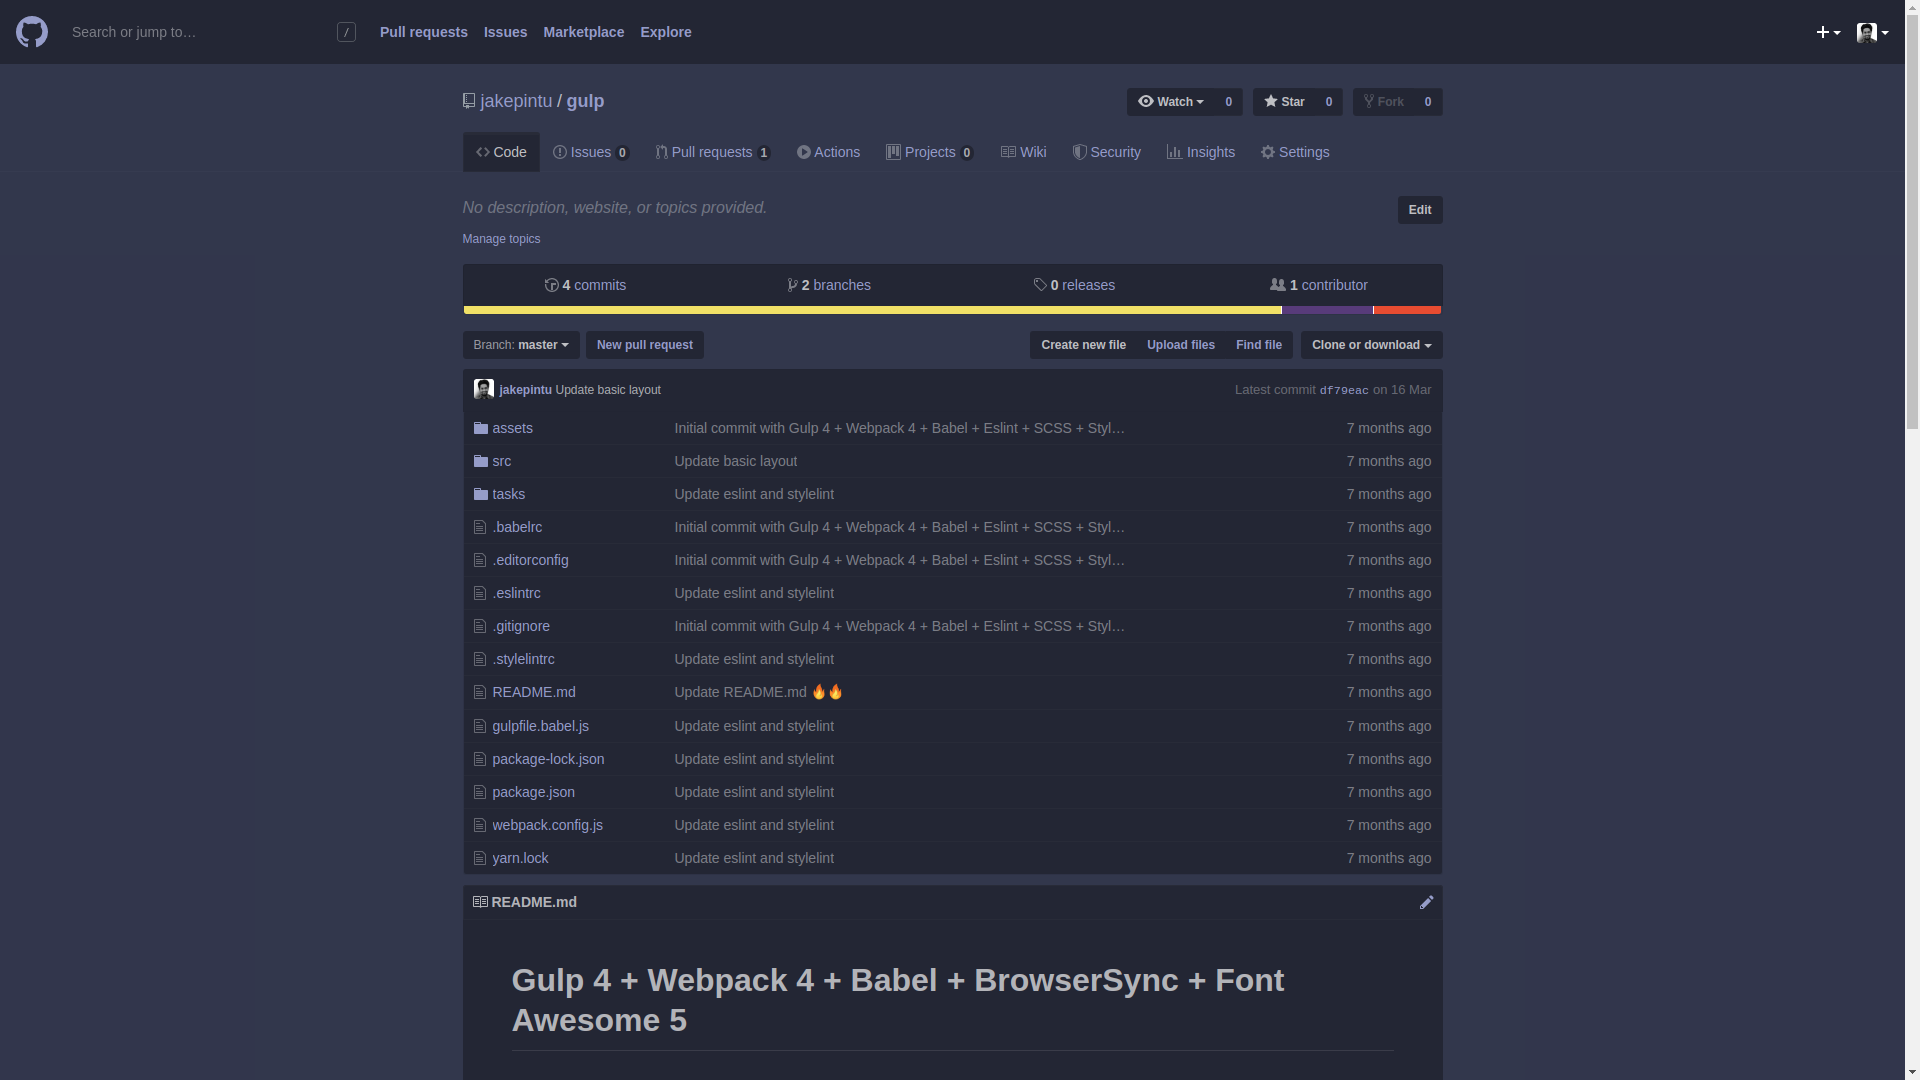 Search or jump to… / Pull requests Issues Marketplace Explore
jakepintu / gulp Watch 0 Star 0 Fork 0
Code Issues 0 Pull requests 1 Actions Projects 0 Wiki Security Insights Settings
No description, website, or topics provided. Edit
Manage topics
4 commits 2 branches 0 releases 1 contributor
Branch: master New pull request Create new file Upload files Find file Clone or download
jakepintu Update basic layout Latest commit df79eac on 16 Mar
assets Initial commit with Gulp 4 + Webpack 4 + Babel + Eslint + SCSS + Styl… 7 months ago
src Update basic layout 7 months ago
tasks Update eslint and stylelint 7 months ago
.babelrc Initial commit with Gulp 4 + Webpack 4 + Babel + Eslint + SCSS + Styl… 7 months ago
.editorconfig Initial commit with Gulp 4 + Webpack 4 + Babel + Eslint + SCSS + Styl… 7 months ago
.eslintrc Update eslint and stylelint 7 months ago
.gitignore Initial commit with Gulp 4 + Webpack 4 + Babel + Eslint + SCSS + Styl… 7 months ago
.stylelintrc Update eslint and stylelint 7 months ago
README.md Update README.md 🔥🔥 7 months ago
gulpfile.babel.js Update eslint and stylelint 7 months ago
package-lock.json Update eslint and stylelint 7 months ago
package.json Update eslint and stylelint 7 months ago
webpack.config.js Update eslint and stylelint 7 months ago
yarn.lock Update eslint and stylelint 7 months ago
README.md
Gulp 4 + Webpack 4 + Babel + BrowserSync + Font
Awesome 5